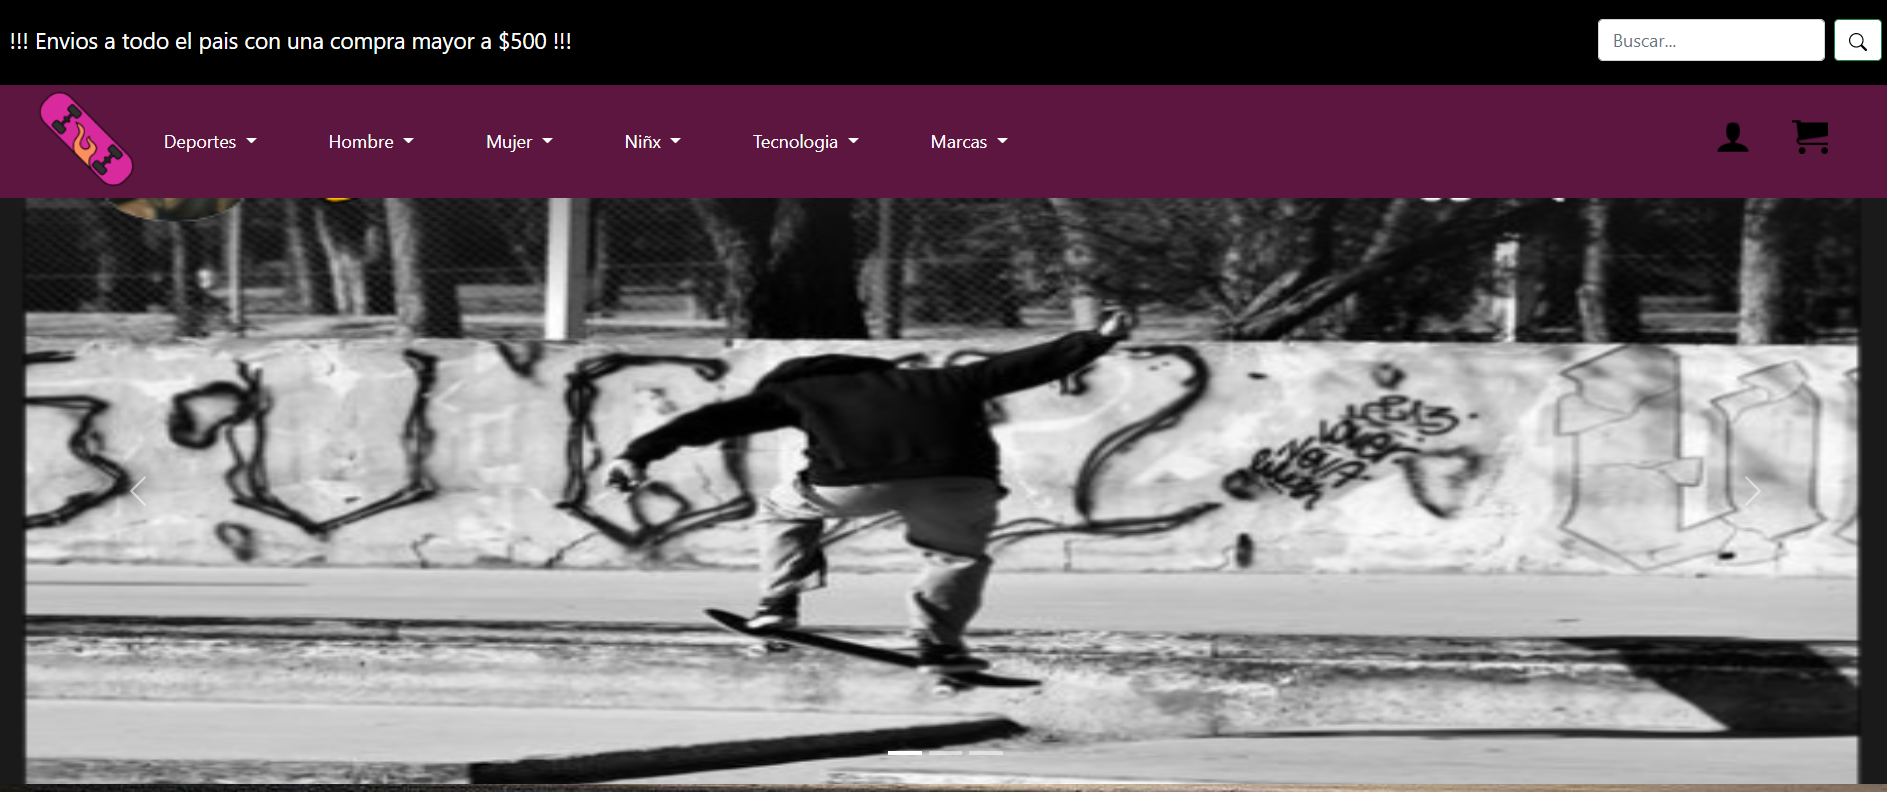 !!! Envios a todo el pais con una compra mayor a $500 !!!
Buscar...
Deportes
Hombre
Mujer
Niñx
Tecnologia
Marcas